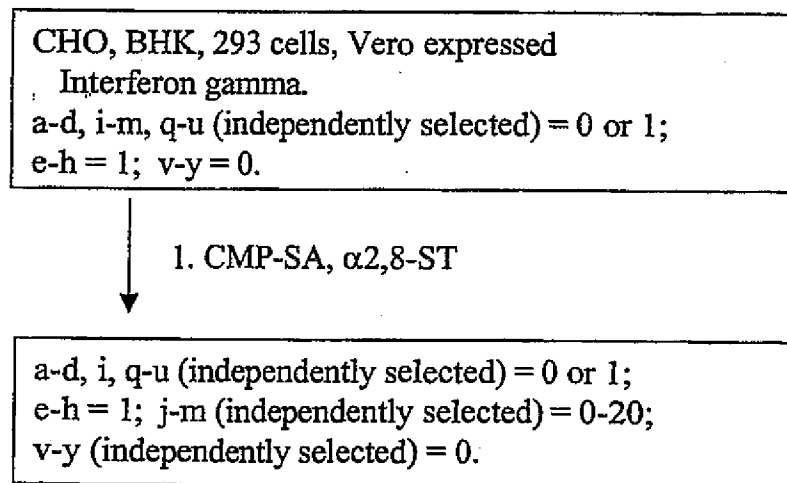 CHO, BHK, 293 cells, Vero expressed
Interferon gamma.
a-d, i-m, q-u (independently selected) = 0 or 1;
e-h = 1; v-y = 0.
1. CMP-SA, α2,8-ST
a-d, i, q-u (independently selected) = 0 or 1;
e-h = 1; j-m (independently selected) = 0-20;
v-y (independently selected) = 0.